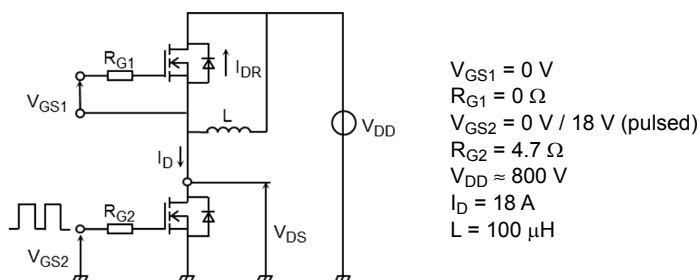 R_G1
I_DR
V_GS1
L
V_DD
I_D
R_G2
V_DS
V_GS2
V_GS1 = 0 V
R_G1 = 0 Ω
V_GS2 = 0 V / 18 V (pulsed)
R_G2 = 4.7 Ω
V_DD ≈ 800 V
I_D = 18 A
L = 100 μH